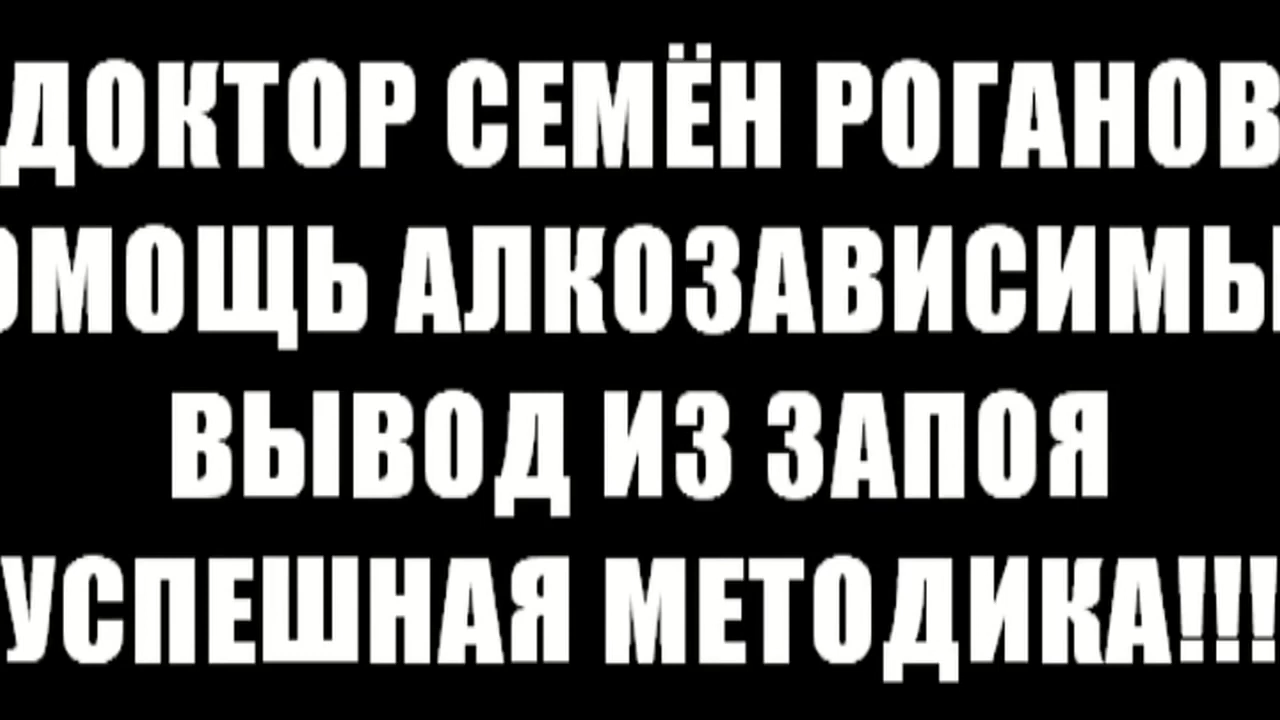 ДОКТОР СЕМЁН РОГАНОВ
ОМОЩЬ АЛКОЗАВИСИМЫ
ВЫВОД ИЗ ЗАПОЯ
УСПЕШНАЯ МЕТОДИКА!!!